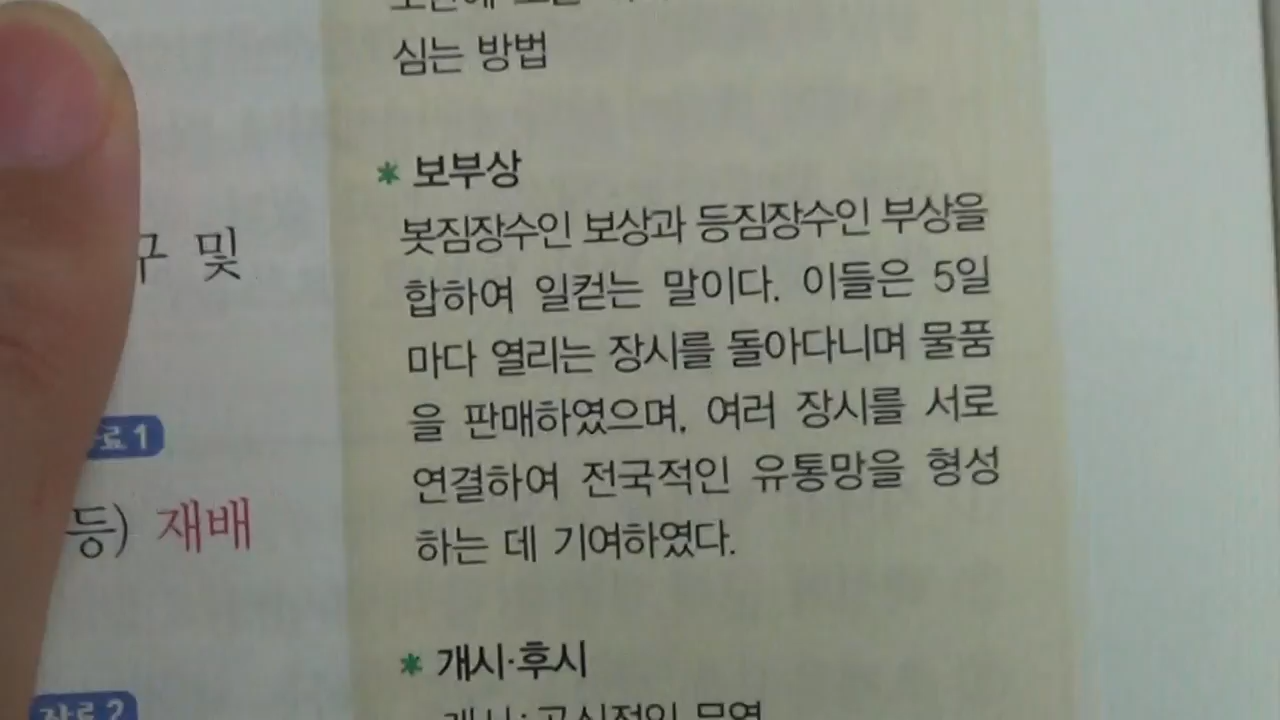 심는 방법
* 보부상
봇짐장수인 보상과 등짐장수인 부상을
합하여 일컫는 말이다. 이들은 5일
마다 열리는 장시를 돌아다니며 물품
을 판매하였으며, 여러 장시를 서로
연결하여 전국적인 유통망을 형성
하는 데 기여하였다.
* 개시·후시
및
등) 재배
자료 2